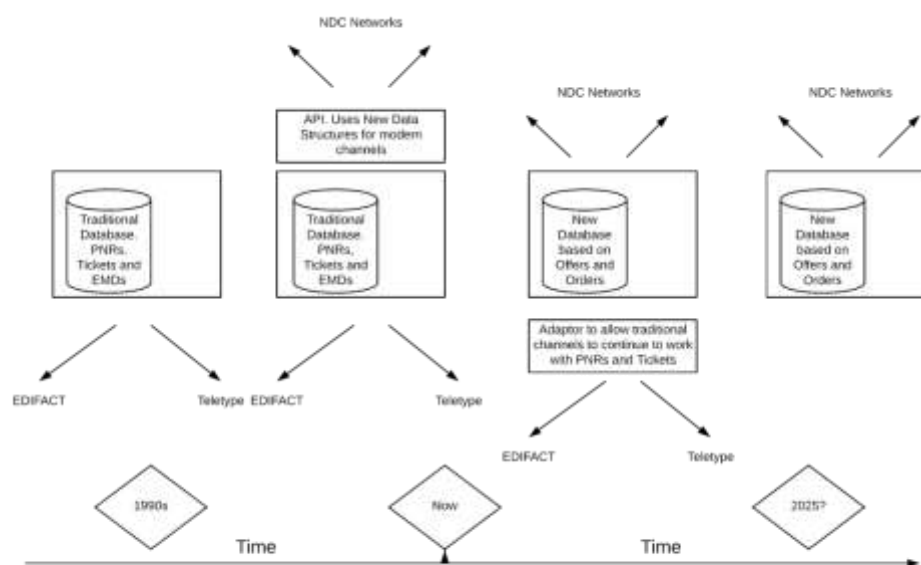 NDC Networks
API. Uses New Data
Structures for modern
channels
NDC Networks
NDC Networks
Traditional
Database.
PNRs,
Tickets and
EMDs
Traditional
Database.
PNRs,
Tickets and
EMDs
New
Database
based on
Offers and
Orders
New
Database
based on
Offers and
Orders
Adaptor to allow traditional
channels to continue to work
with PNRs and Tickets
EDIFACT
Teletype
EDIFACT
Teletype
EDIFACT
Teletype
1990s
Now
2025?
Time
Time